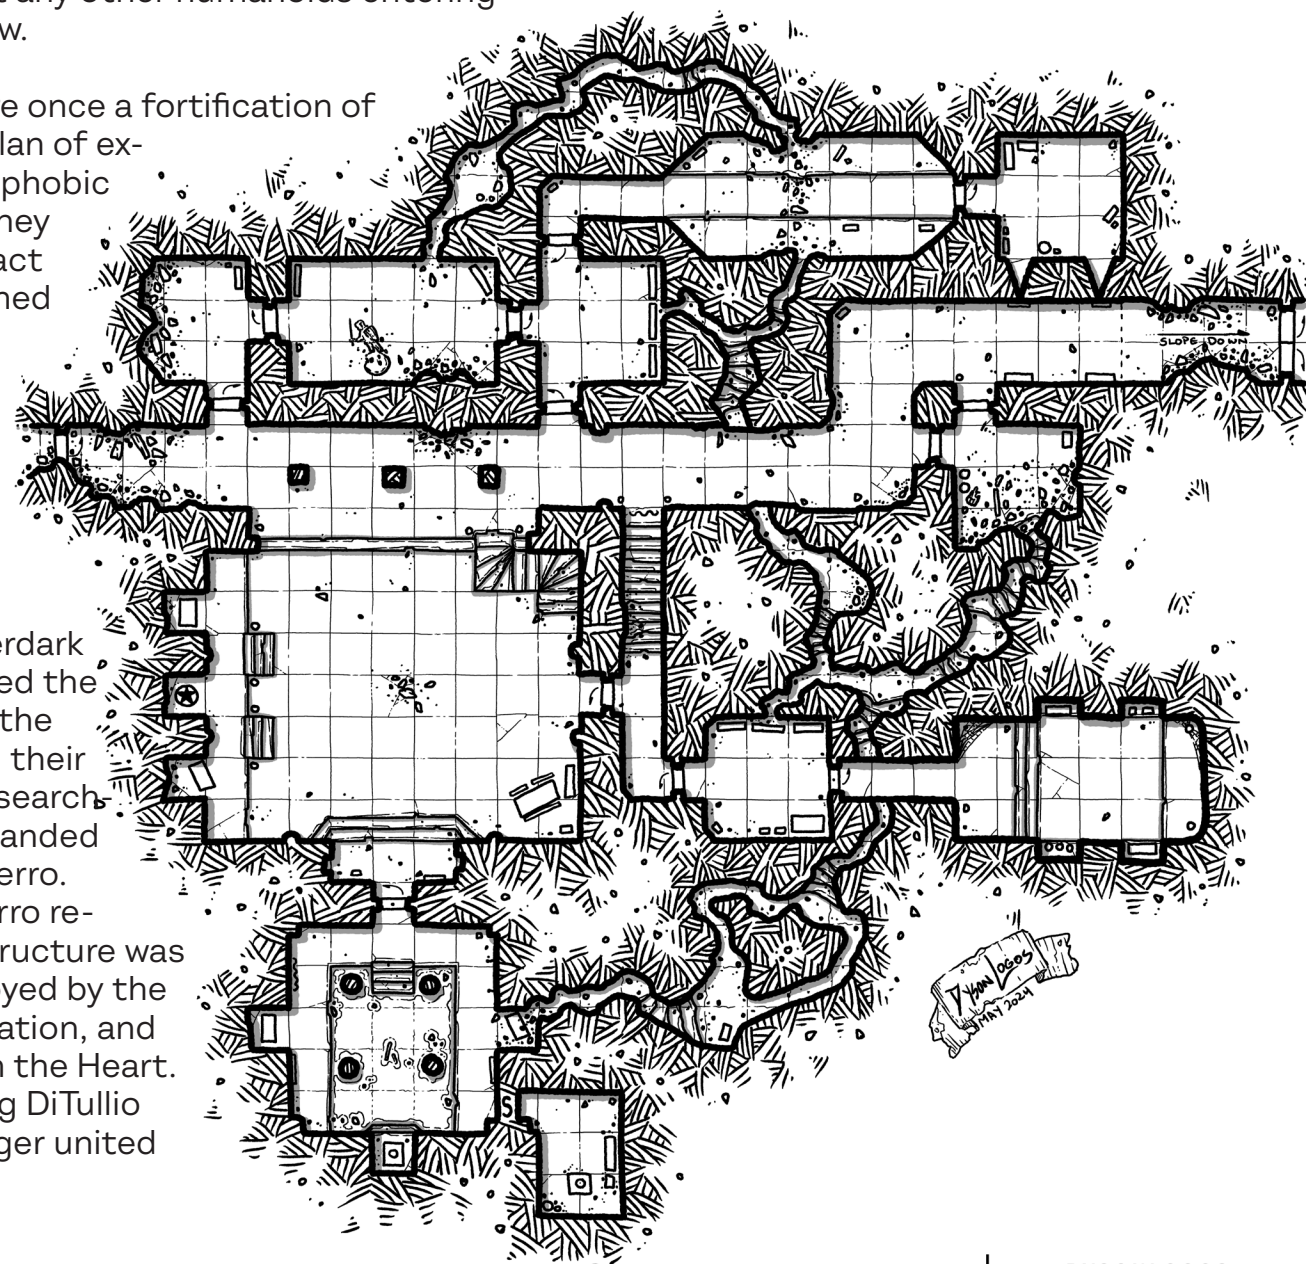 any other humanoids entering
w.
e once a fortification of
lan of ex-
phobic
hey
act
ned
erdark
ed the
the
their
search-
anded
erro.
rro re-
ructure was
oyed by the
ation, and
n the Heart.
g DiTullio
ger united
SLOPE DOWN
S
DYSON LOGOS
MAY 2024